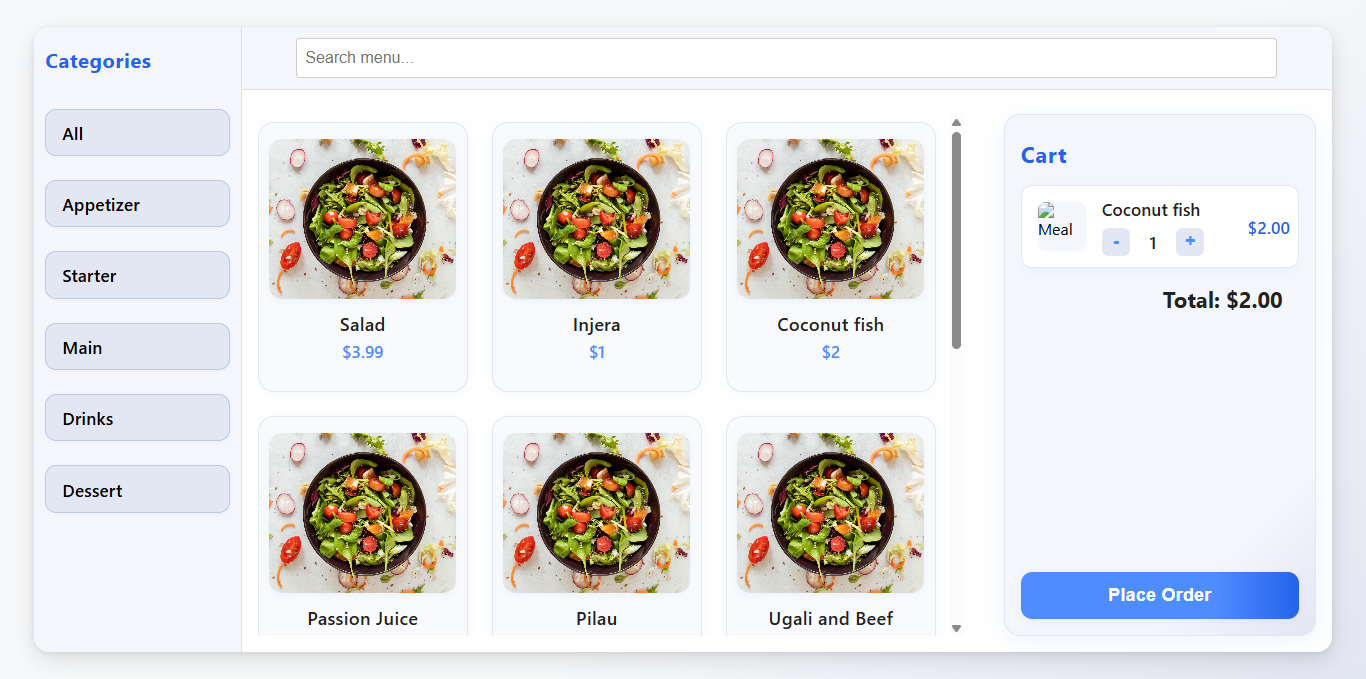 Categories
All
Appetizer
Starter
Main
Drinks
Dessert
Search menu...
Salad
$3.99
Injera
$1
Coconut fish
$2
Passion Juice
Pilau
Ugali and Beef
Cart
Meal
Coconut fish
- 1 +
$2.00
Total: $2.00
Place Order